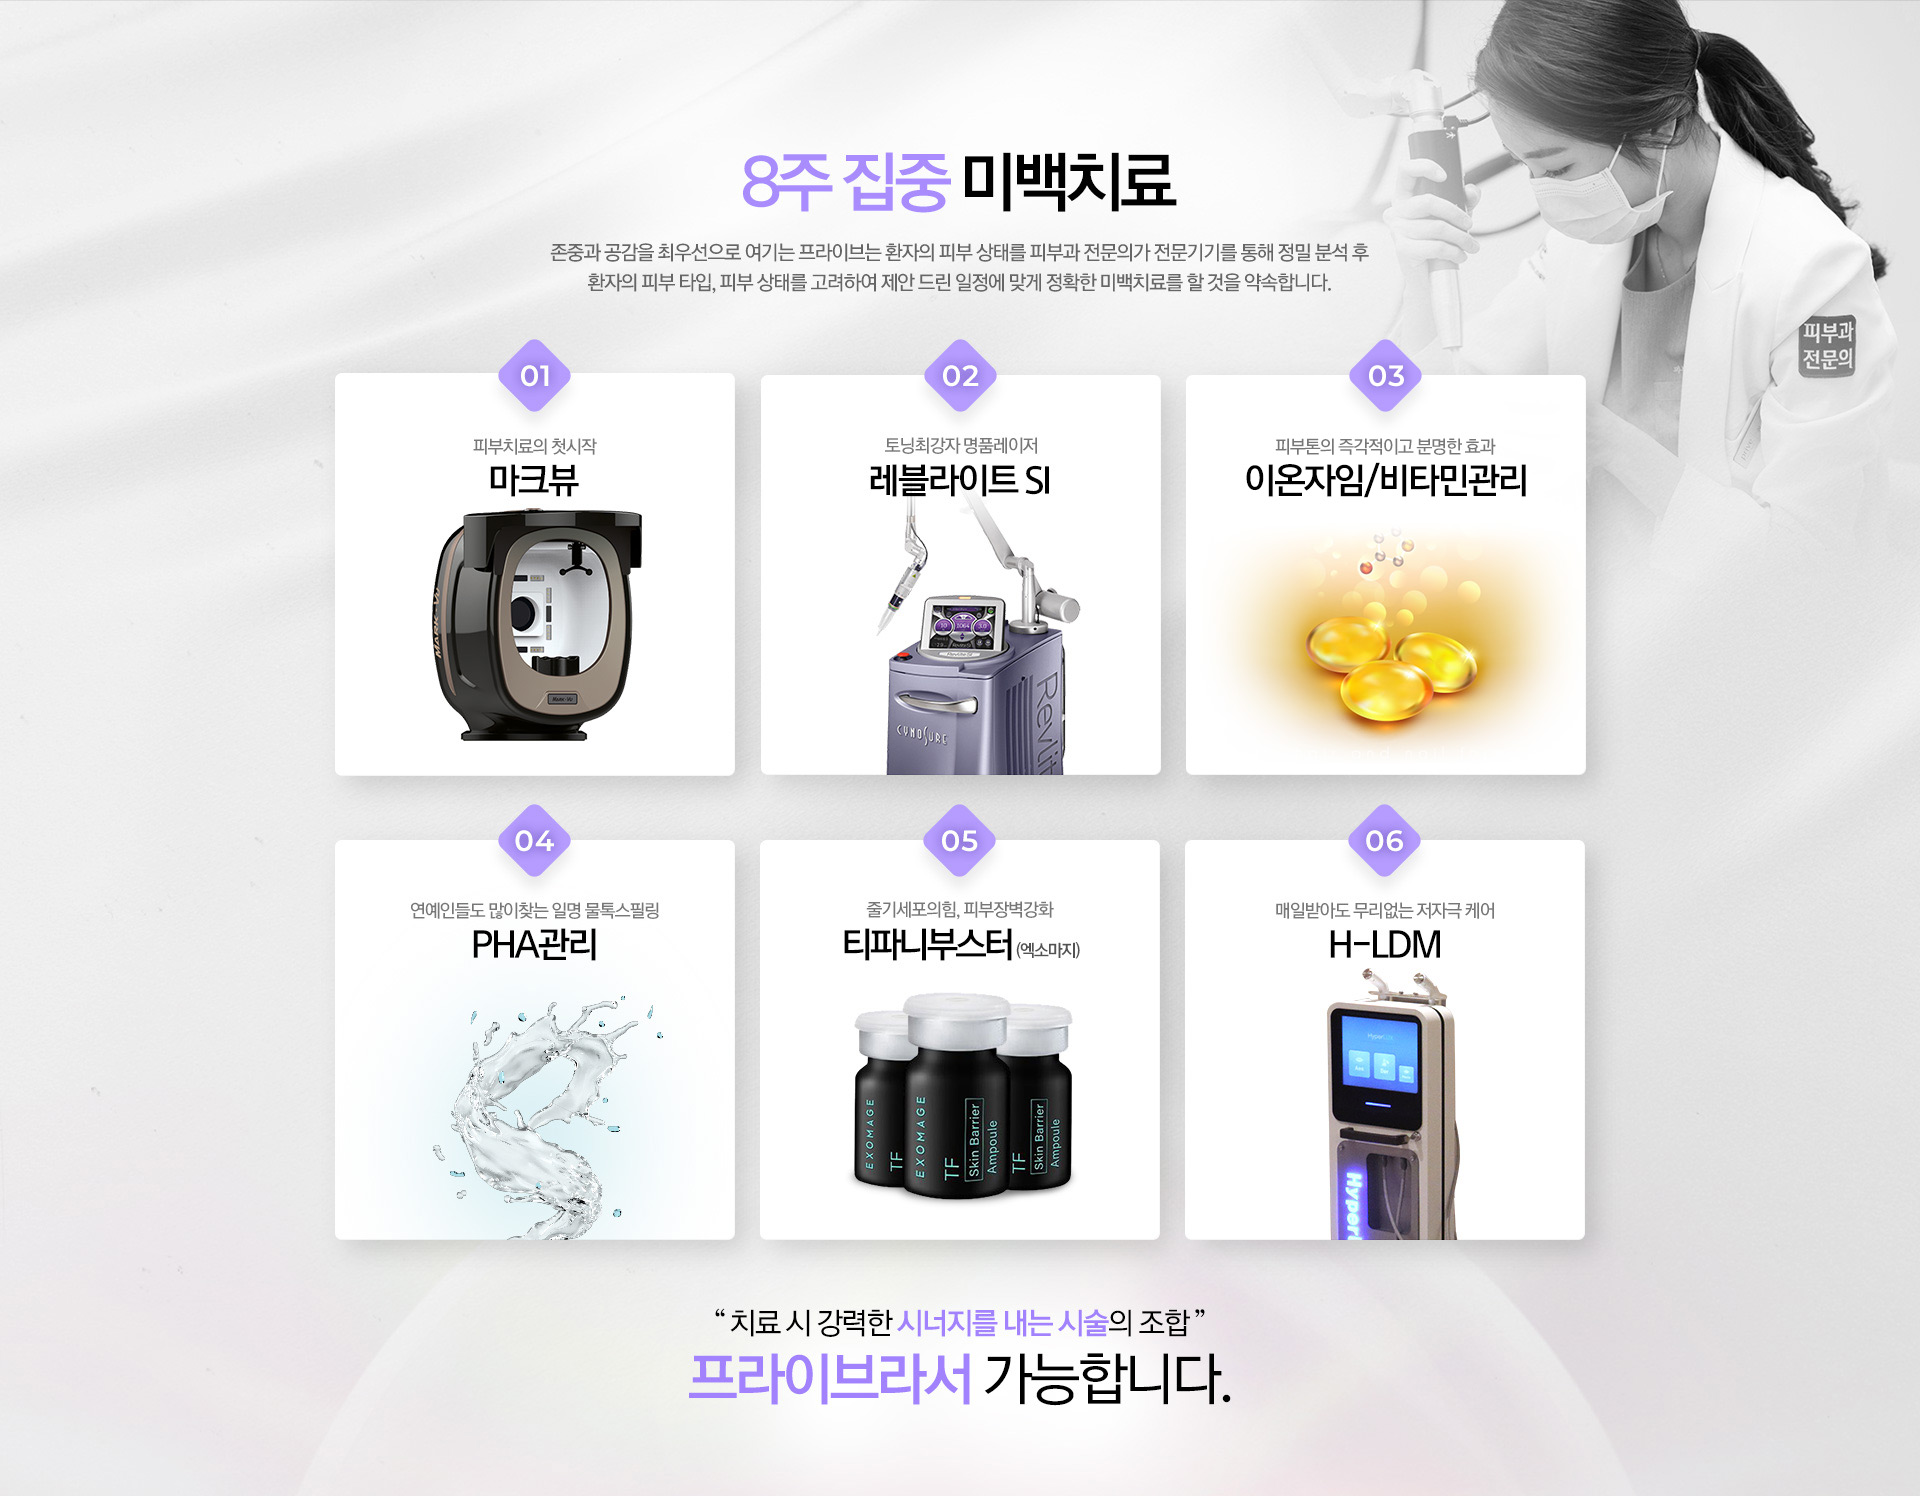 8주 집중 미백치료
존중과 공감을 최우선으로 여기는 프라이브는 환자의 피부 상태를 피부과 전문의가 전문기기를 통해 정밀 분석 후
환자의 피부 타입, 피부 상태를 고려하여 제안 드린 일정에 맞게 정확한 미백치료를 할 것을 약속합니다.
피부과
전문의
01
피부치료의 첫시작
마크뷰
MARK-Vu
MARK-Vu
02
토닝최강자 명품레이저
레블라이트 SI
CYNOSURE
Revlit
03
피부톤의 즉각적이고 분명한 효과
이온자임/비타민관리
04
연예인들도 많이찾는 일명 물톡스필링
PHA관리
05
줄기세포의힘, 피부장벽강화
티파니부스터 (엑소마지)
EXOMAGE
TF
EXOMAGE
TF
Skin Barrier
Ampoule
TF
Skin Barrier
Ampoule
06
매일받아도 무리없는 저자극 케어
H-LDM
Hyper
“ 치료 시 강력한 시너지를 내는 시술의 조합 ”
프라이브라서 가능합니다.